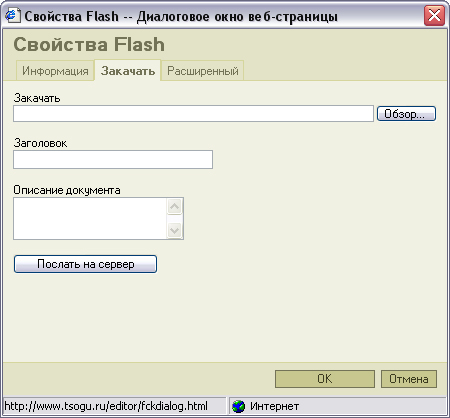 Свойства Flash -- Диалоговое окно веб-страницы
Свойства Flash
Информация Закачать Расширенный
Закачать
Обзор...
Заголовок
Описание документа
Послать на сервер
OK Отмена
http://www.tsogu.ru/editor/fckdialog.html Интернет